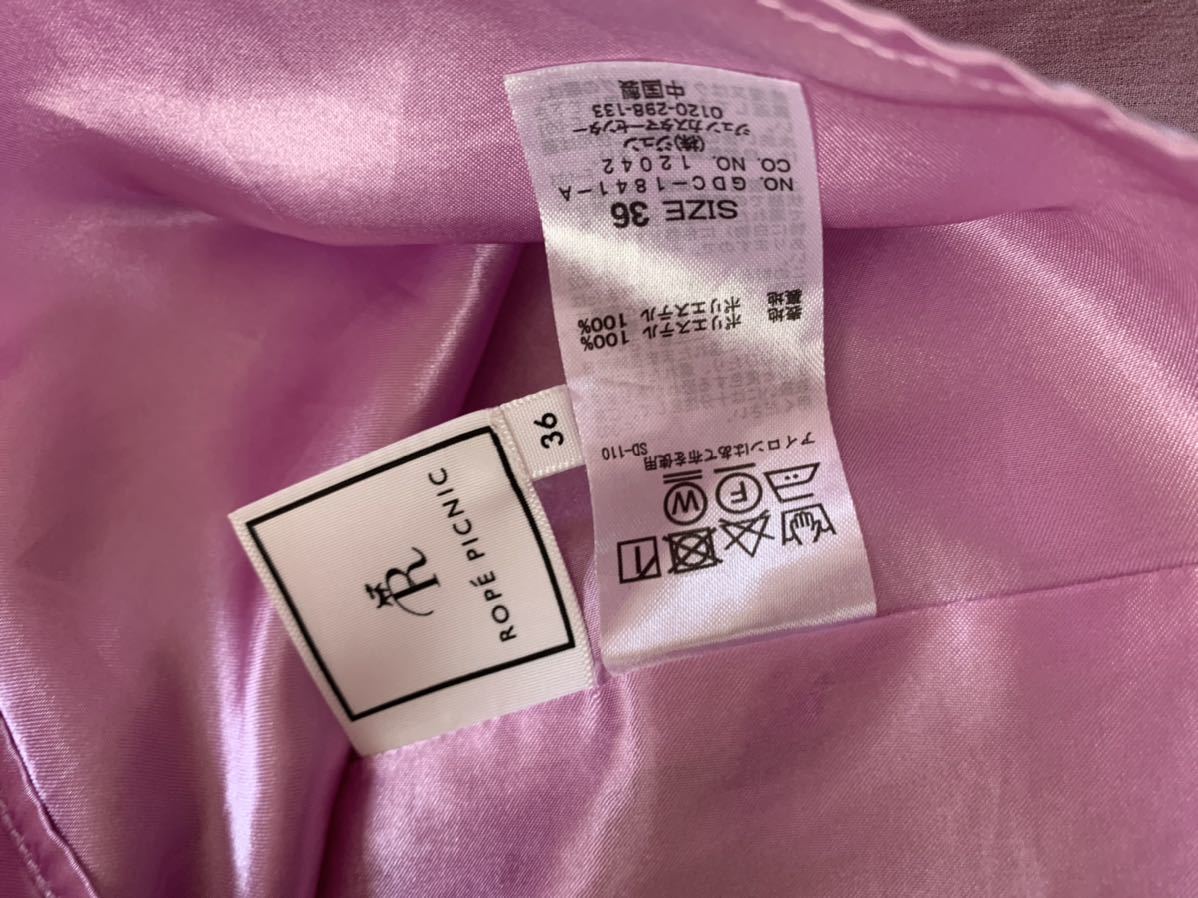 R
ROPÉ PICNIC
36
アイロンはあて布を使用 SD-110
表地 ポリエステル 100%
裏地 ポリエステル 100%
SIZE 36
NO. GDC-1841-A
CO. NO. 12042
(株)ジュン
ジュン カスタマーセンター
0120-298-133
中国製
W
F